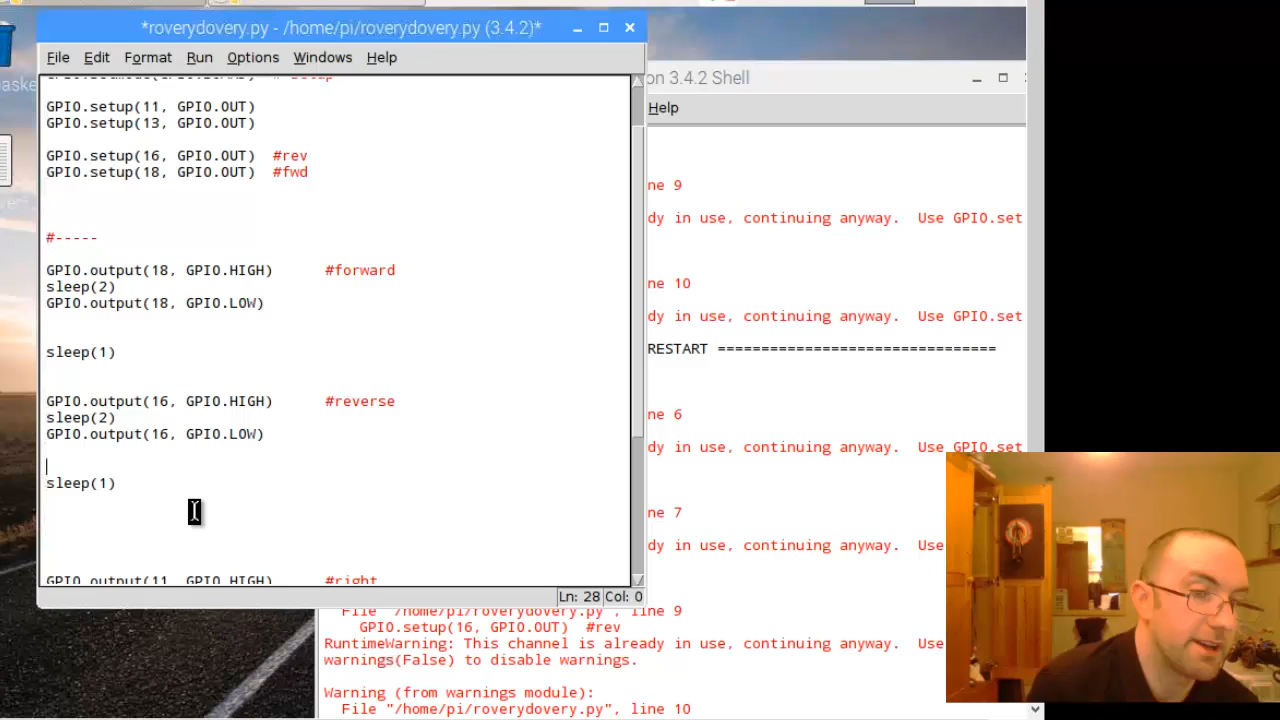 *roverydovery.py - /home/pi/roverydovery.py (3.4.2)*
File Edit Format Run Options Windows Help
GPIO.setup(11, GPIO.OUT)
GPIO.setup(13, GPIO.OUT)
GPIO.setup(16, GPIO.OUT) #rev
GPIO.setup(18, GPIO.OUT) #fwd
#-----
GPIO.output(18, GPIO.HIGH) #forward
sleep(2)
GPIO.output(18, GPIO.LOW)
sleep(1)
GPIO.output(16, GPIO.HIGH) #reverse
sleep(2)
GPIO.output(16, GPIO.LOW)
sleep(1)
GPIO.output(11, GPIO.HIGH) #right
Ln: 28 Col: 0
on 3.4.2 Shell
Help
ne 9
dy in use, continuing anyway. Use GPIO.set
ne 10
dy in use, continuing anyway. Use GPIO.set
RESTART ================================
ne 6
dy in use, continuing anyway. Use GPIO.set
ne 7
dy in use, continuing anyway. Use
File "/home/pi/roverydovery.py", line 9
GPIO.setup(16, GPIO.OUT) #rev
RuntimeWarning: This channel is already in use, continuing anyway. Use
warnings(False) to disable warnings.
Warning (from warnings module):
File "/home/pi/roverydovery.py", line 10